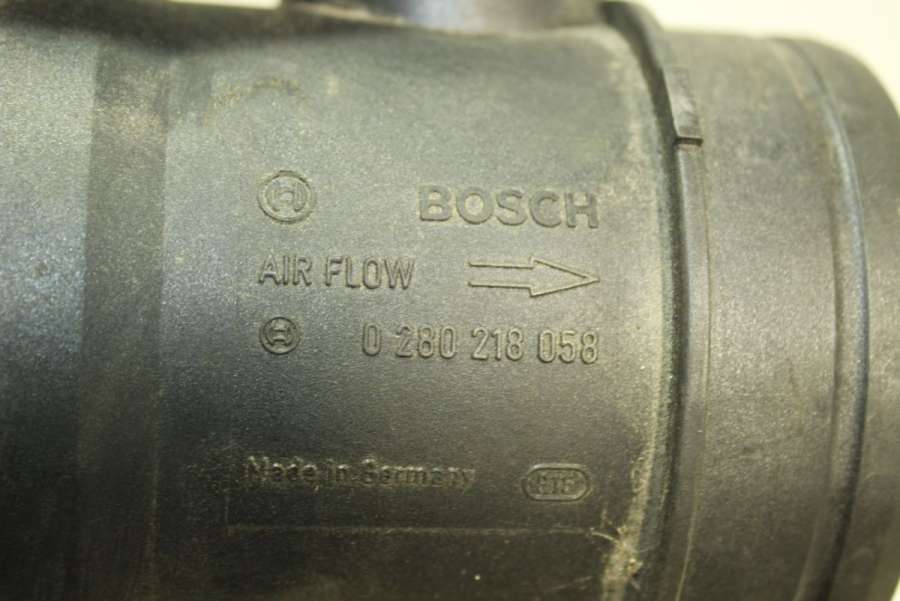 BOSCH
AIR FLOW
0 280 218 058
Made in Germany